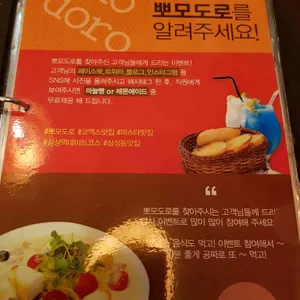 doro
뽀모도로를
알려주세요!
뽀모도로를 찾아주신 고객님들에게 드리는 이벤트!
고객님의 페이스북, 트위터, 블로그, 인스타그램 등
SNS에 사진을 올려주시고 해시태그 한 후, 직원에게
보여주시면 마늘빵 or 레몬에이드 중
무료제공 해 드립니다.
#뽀모도로 #코엑스맛집 #파스타맛집
#삼성역데이트코스 #삼성동맛집
“
뽀모도로를 찾아주시는 고객님들께 드리
이벤트로 많이 많이 참여해 주세요
음식도 먹고! 이벤트 참여해서 ~
분 좋게 공짜로 또 ~ 먹고!